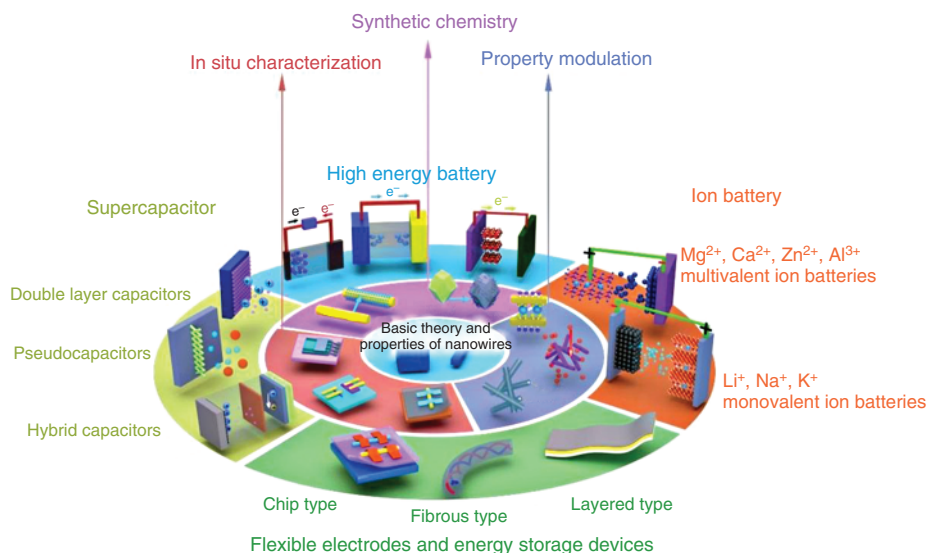 Synthetic chemistry
In situ characterization
Property modulation
High energy battery
e⁻
e⁻
e⁻
e⁻
Supercapacitor
Ion battery
Mg²⁺, Ca²⁺, Zn²⁺, Al³⁺
multivalent ion batteries
Double layer capacitors
Basic theory and
properties of nanowires
Pseudocapacitors
Li⁺, Na⁺, K⁺
monovalent ion batteries
Hybrid capacitors
Chip type
Fibrous type
Layered type
Flexible electrodes and energy storage devices